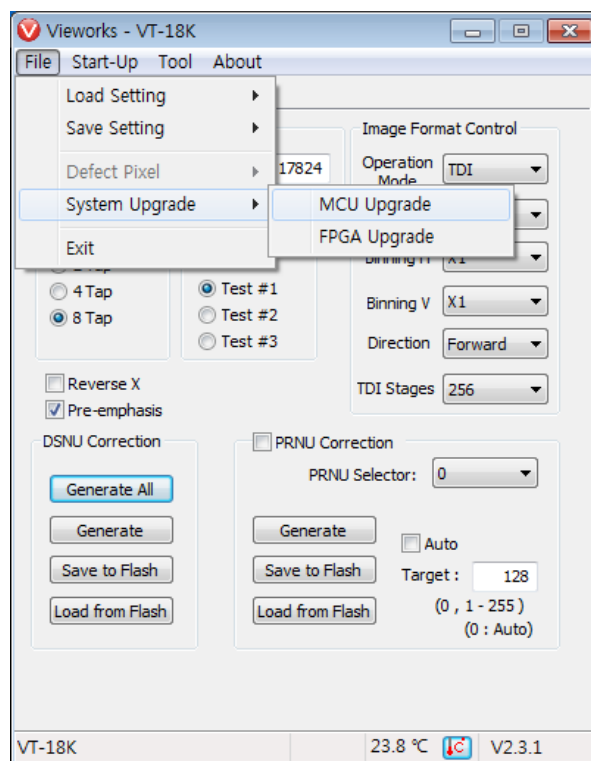 Vieworks - VT-18K
File Start-Up Tool About
Load Setting
Save Setting
Defect Pixel
System Upgrade
Exit
MCU Upgrade
FPGA Upgrade
17824
Image Format Control
Operation Mode TDI
Binning H X1
4 Tap
8 Tap
Test #1
Test #2
Test #3
Binning V X1
Direction Forward
TDI Stages 256
Reverse X
Pre-emphasis
DSNU Correction
Generate All
Generate
Save to Flash
Load from Flash
PRNU Correction
PRNU Selector: 0
Generate
Save to Flash
Load from Flash
Auto
Target : 128
(0 , 1 - 255 )
(0 : Auto)
VT-18K
23.8 ℃
V2.3.1